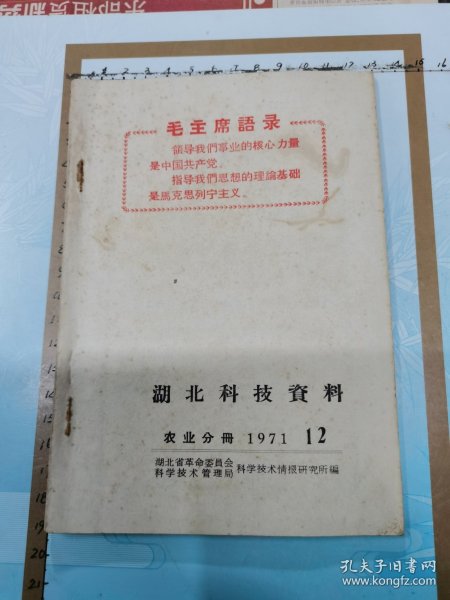 毛主席語录
領导我們事业的核心力量
是中国共产党。
指导我們思想的理論基础
是馬克思列宁主义。
湖北科技資料
农业分冊 1971 12
湖北省革命委員会
科学技术管理局 科学技术情报研究所編
孔夫子旧书网
www.kongfz.com